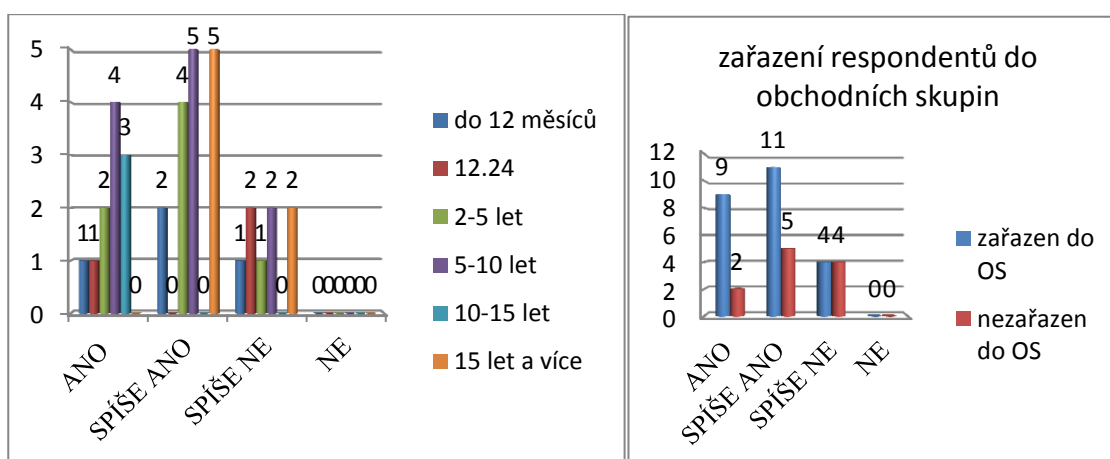 5
4
3
2
1
0
1 1 2 4 3 0
2 0 4 5 0 5
1 2 1 2 0 2
0 0 0 0 0 0
ANO
SPÍŠE ANO
SPÍŠE NE
NE
do 12 měsíců
12.24
2-5 let
5-10 let
10-15 let
15 let a více
zařazení respondentů do
obchodních skupin
12
10
8
6
4
2
0
9 2
11 5
4 4
0 0
ANO
SPÍŠE ANO
SPÍŠE NE
NE
zařazen do
OS
nezařazen
do OS